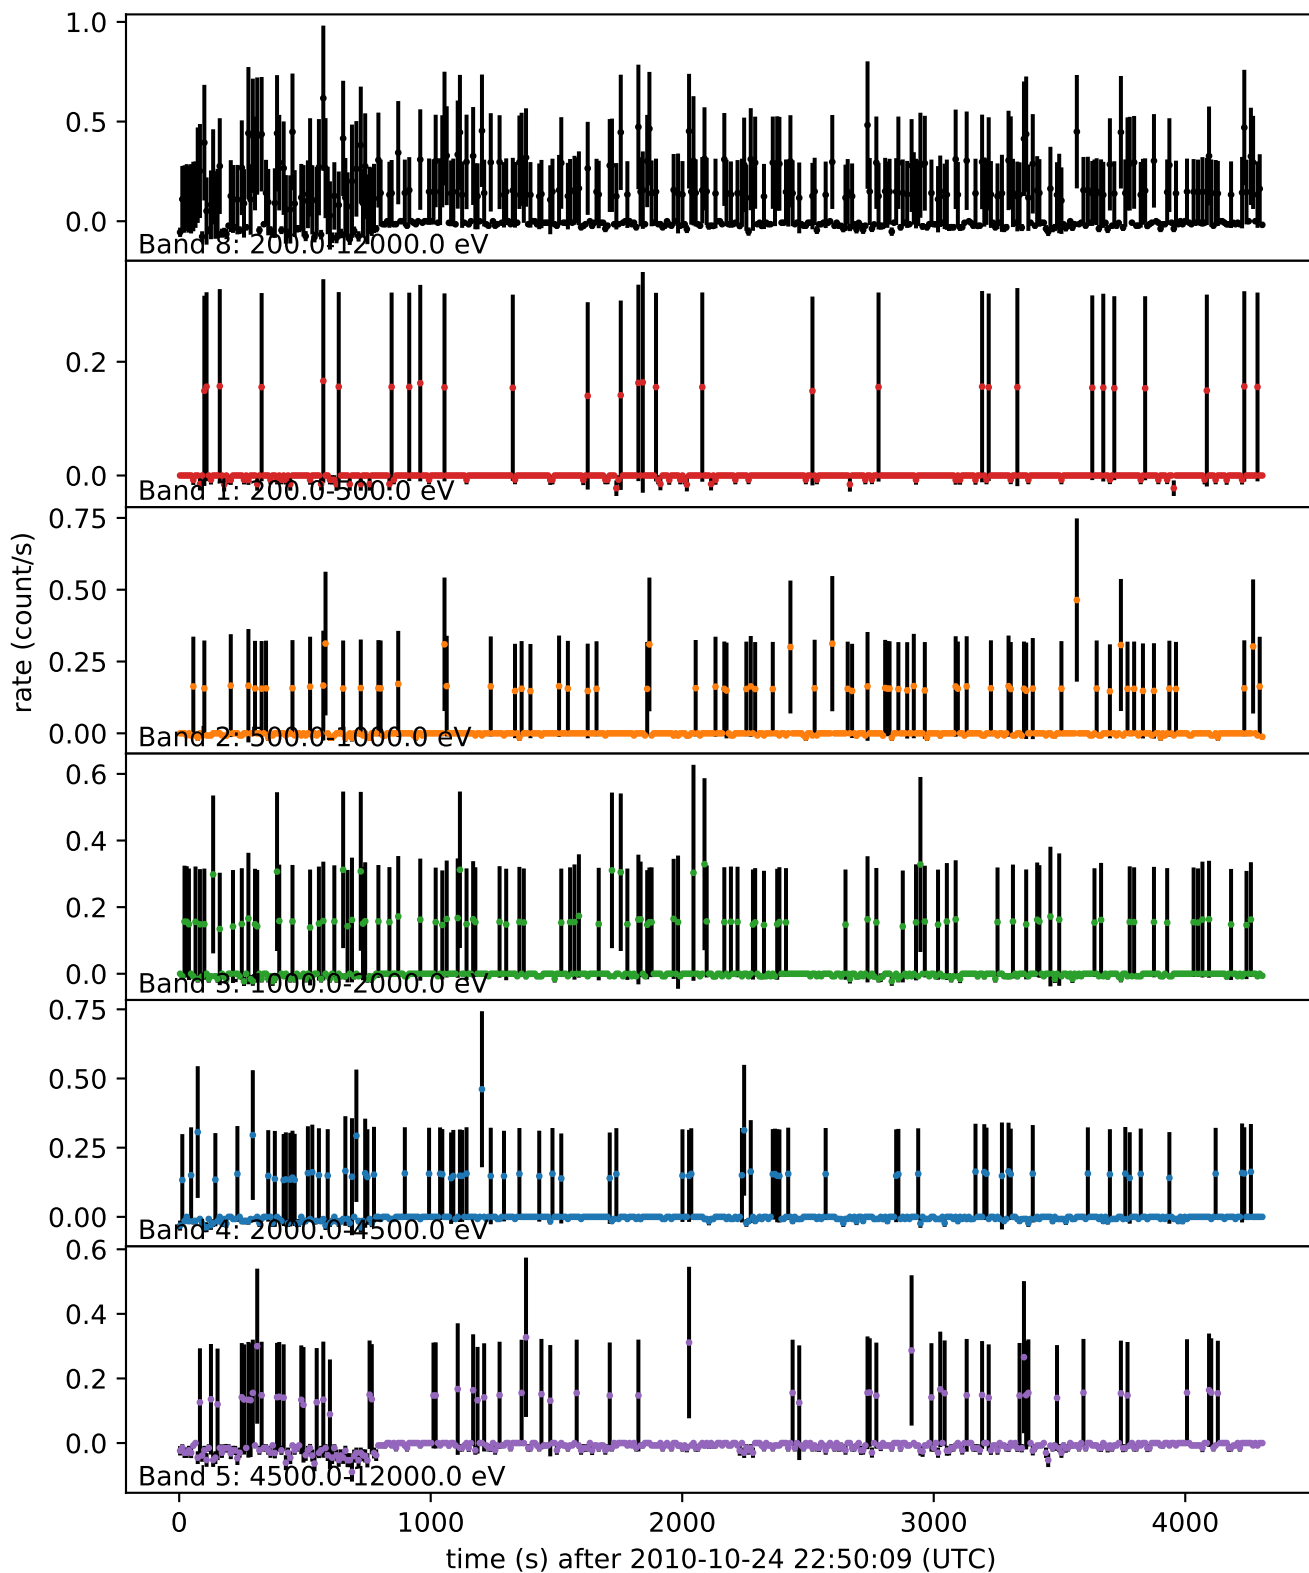 1.0
0.5
0.0
Band 8: 200.0-12000.0 eV
0.2
0.0
Band 1: 200.0-500.0 eV
0.75
0.50
0.25
0.00
Band 2: 500.0-1000.0 eV
rate (count/s)
0.6
0.4
0.2
0.0
Band 3: 1000.0-2000.0 eV
0.75
0.50
0.25
0.00
Band 4: 2000.0-4500.0 eV
0.6
0.4
0.2
0.0
Band 5: 4500.0-12000.0 eV
0 1000 2000 3000 4000
time (s) after 2010-10-24 22:50:09 (UTC)